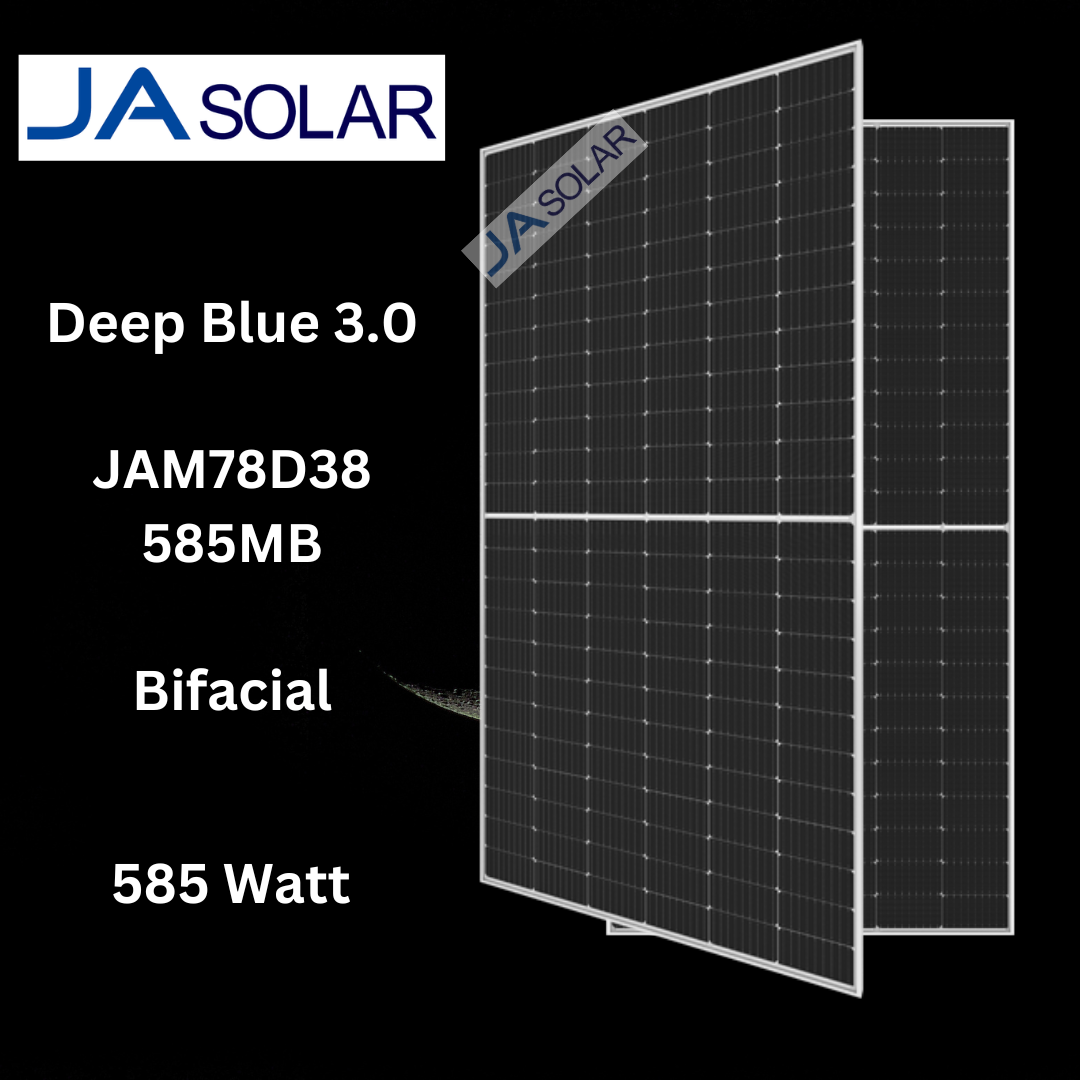 JA SOLAR
JA SOLAR
Deep Blue 3.0
JAM78D38
585MB
Bifacial
585 Watt